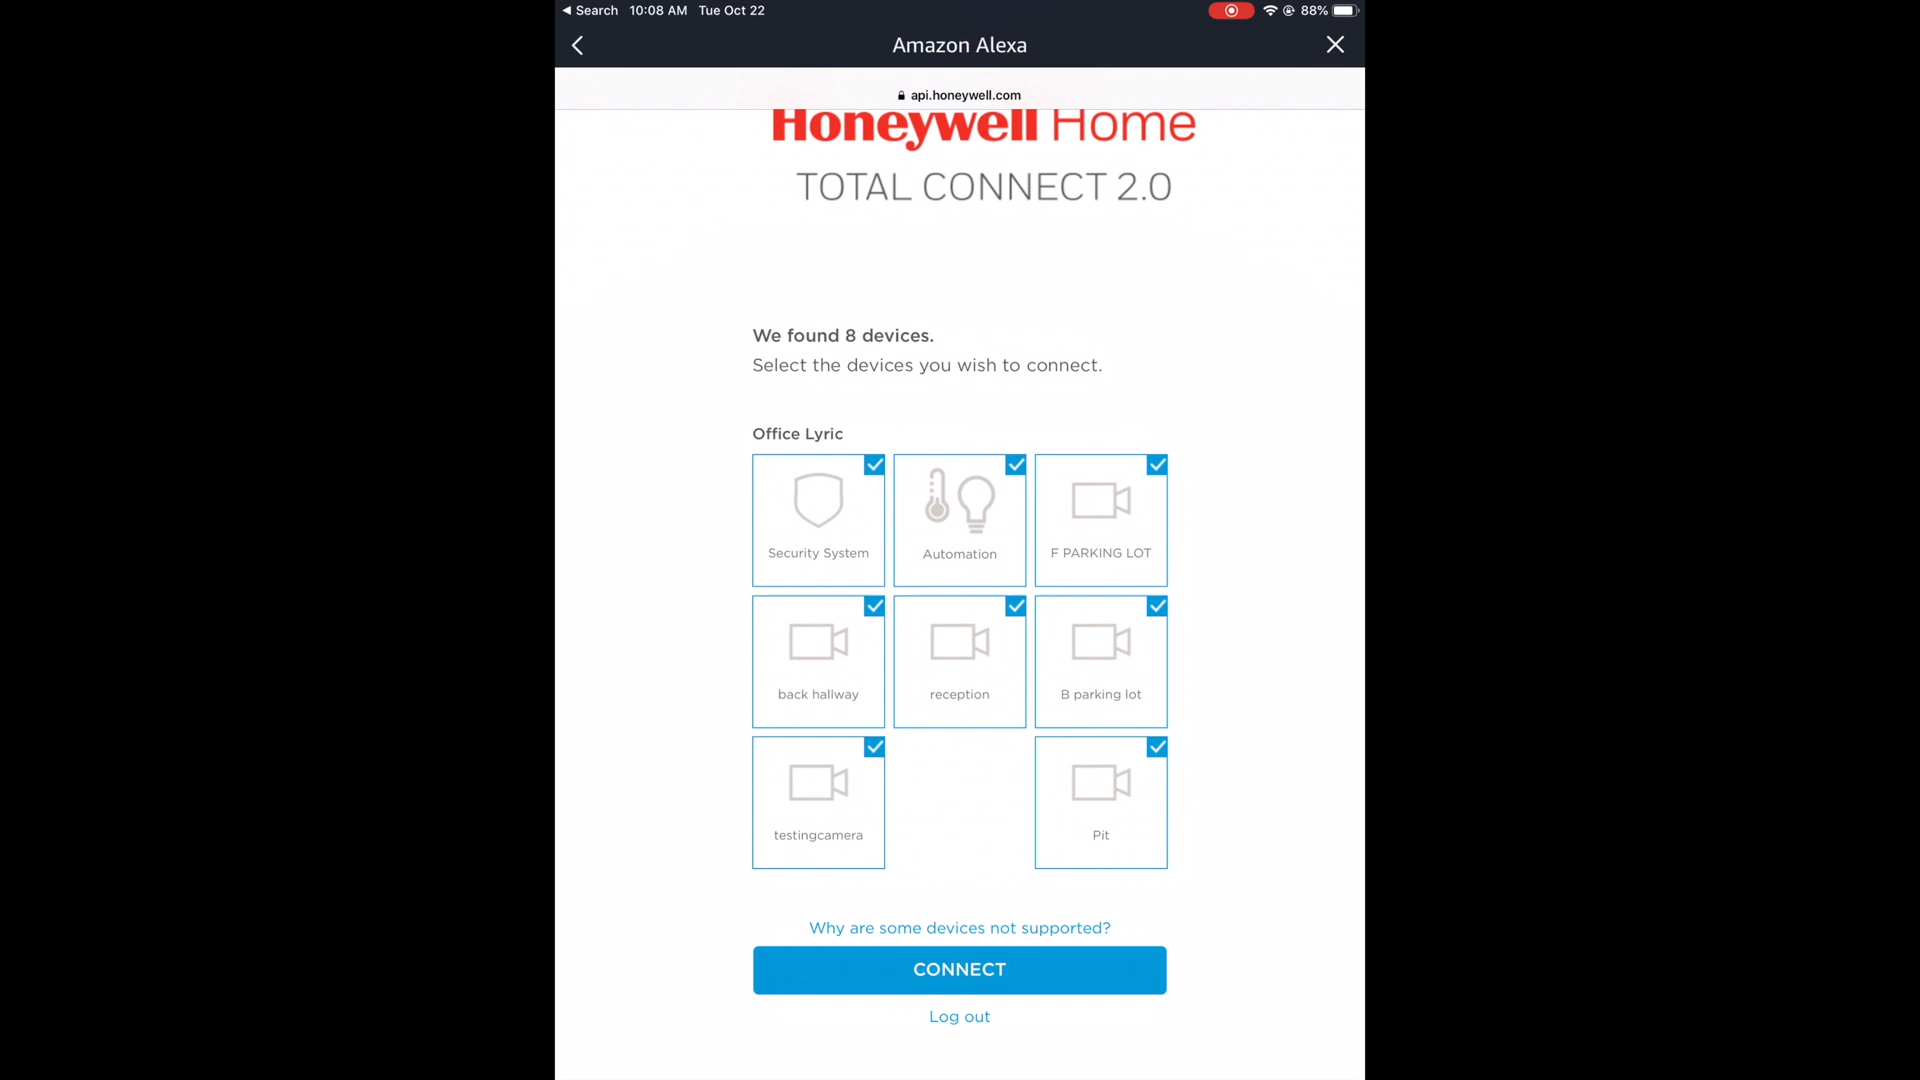 Search 10:08 AM Tue Oct 22 88%
Amazon Alexa
api.honeywell.com
Honeywell Home
TOTAL CONNECT 2.0
We found 8 devices.
Select the devices you wish to connect.
Office Lyric
Security System Automation F PARKING LOT
back hallway reception B parking lot
testingcamera Pit
Why are some devices not supported?
CONNECT
Log out